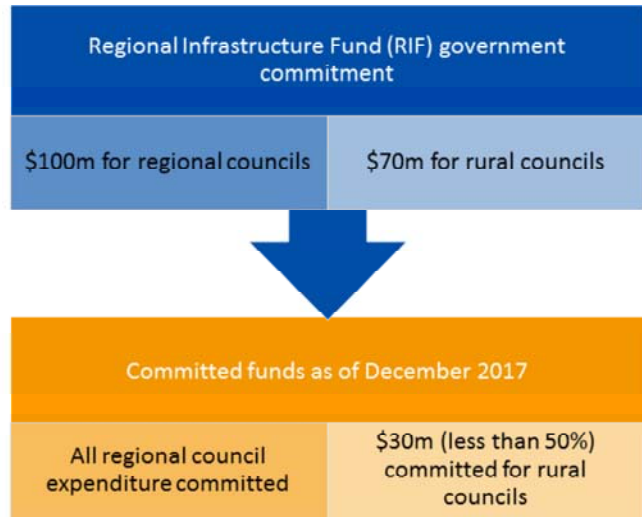 Regional Infrastructure Fund (RIF) government
commitment
$100m for regional councils
$70m for rural councils
Committed funds as of December 2017
All regional council
expenditure committed
$30m (less than 50%)
committed for rural
councils